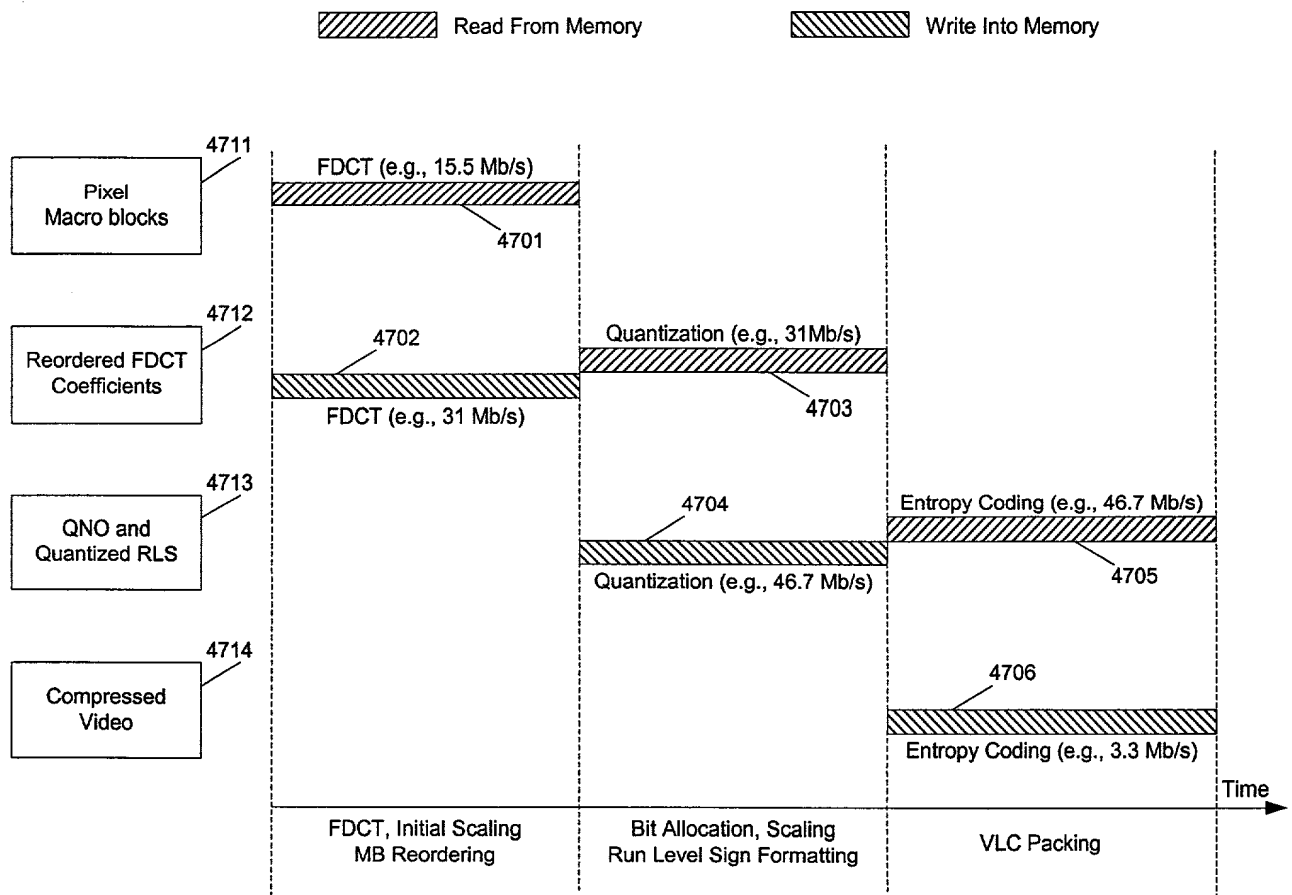 Read From Memory
Write Into Memory
4711
Pixel
Macro blocks
FDCT (e.g., 15.5 Mb/s)
4701
4712
Reordered FDCT
Coefficients
4702
FDCT (e.g., 31 Mb/s)
Quantization (e.g., 31Mb/s)
4703
4713
QNO and
Quantized RLS
4704
Quantization (e.g., 46.7 Mb/s)
Entropy Coding (e.g., 46.7 Mb/s)
4705
4714
Compressed
Video
4706
Entropy Coding (e.g., 3.3 Mb/s)
Time
FDCT, Initial Scaling
MB Reordering
Bit Allocation, Scaling
Run Level Sign Formatting
VLC Packing